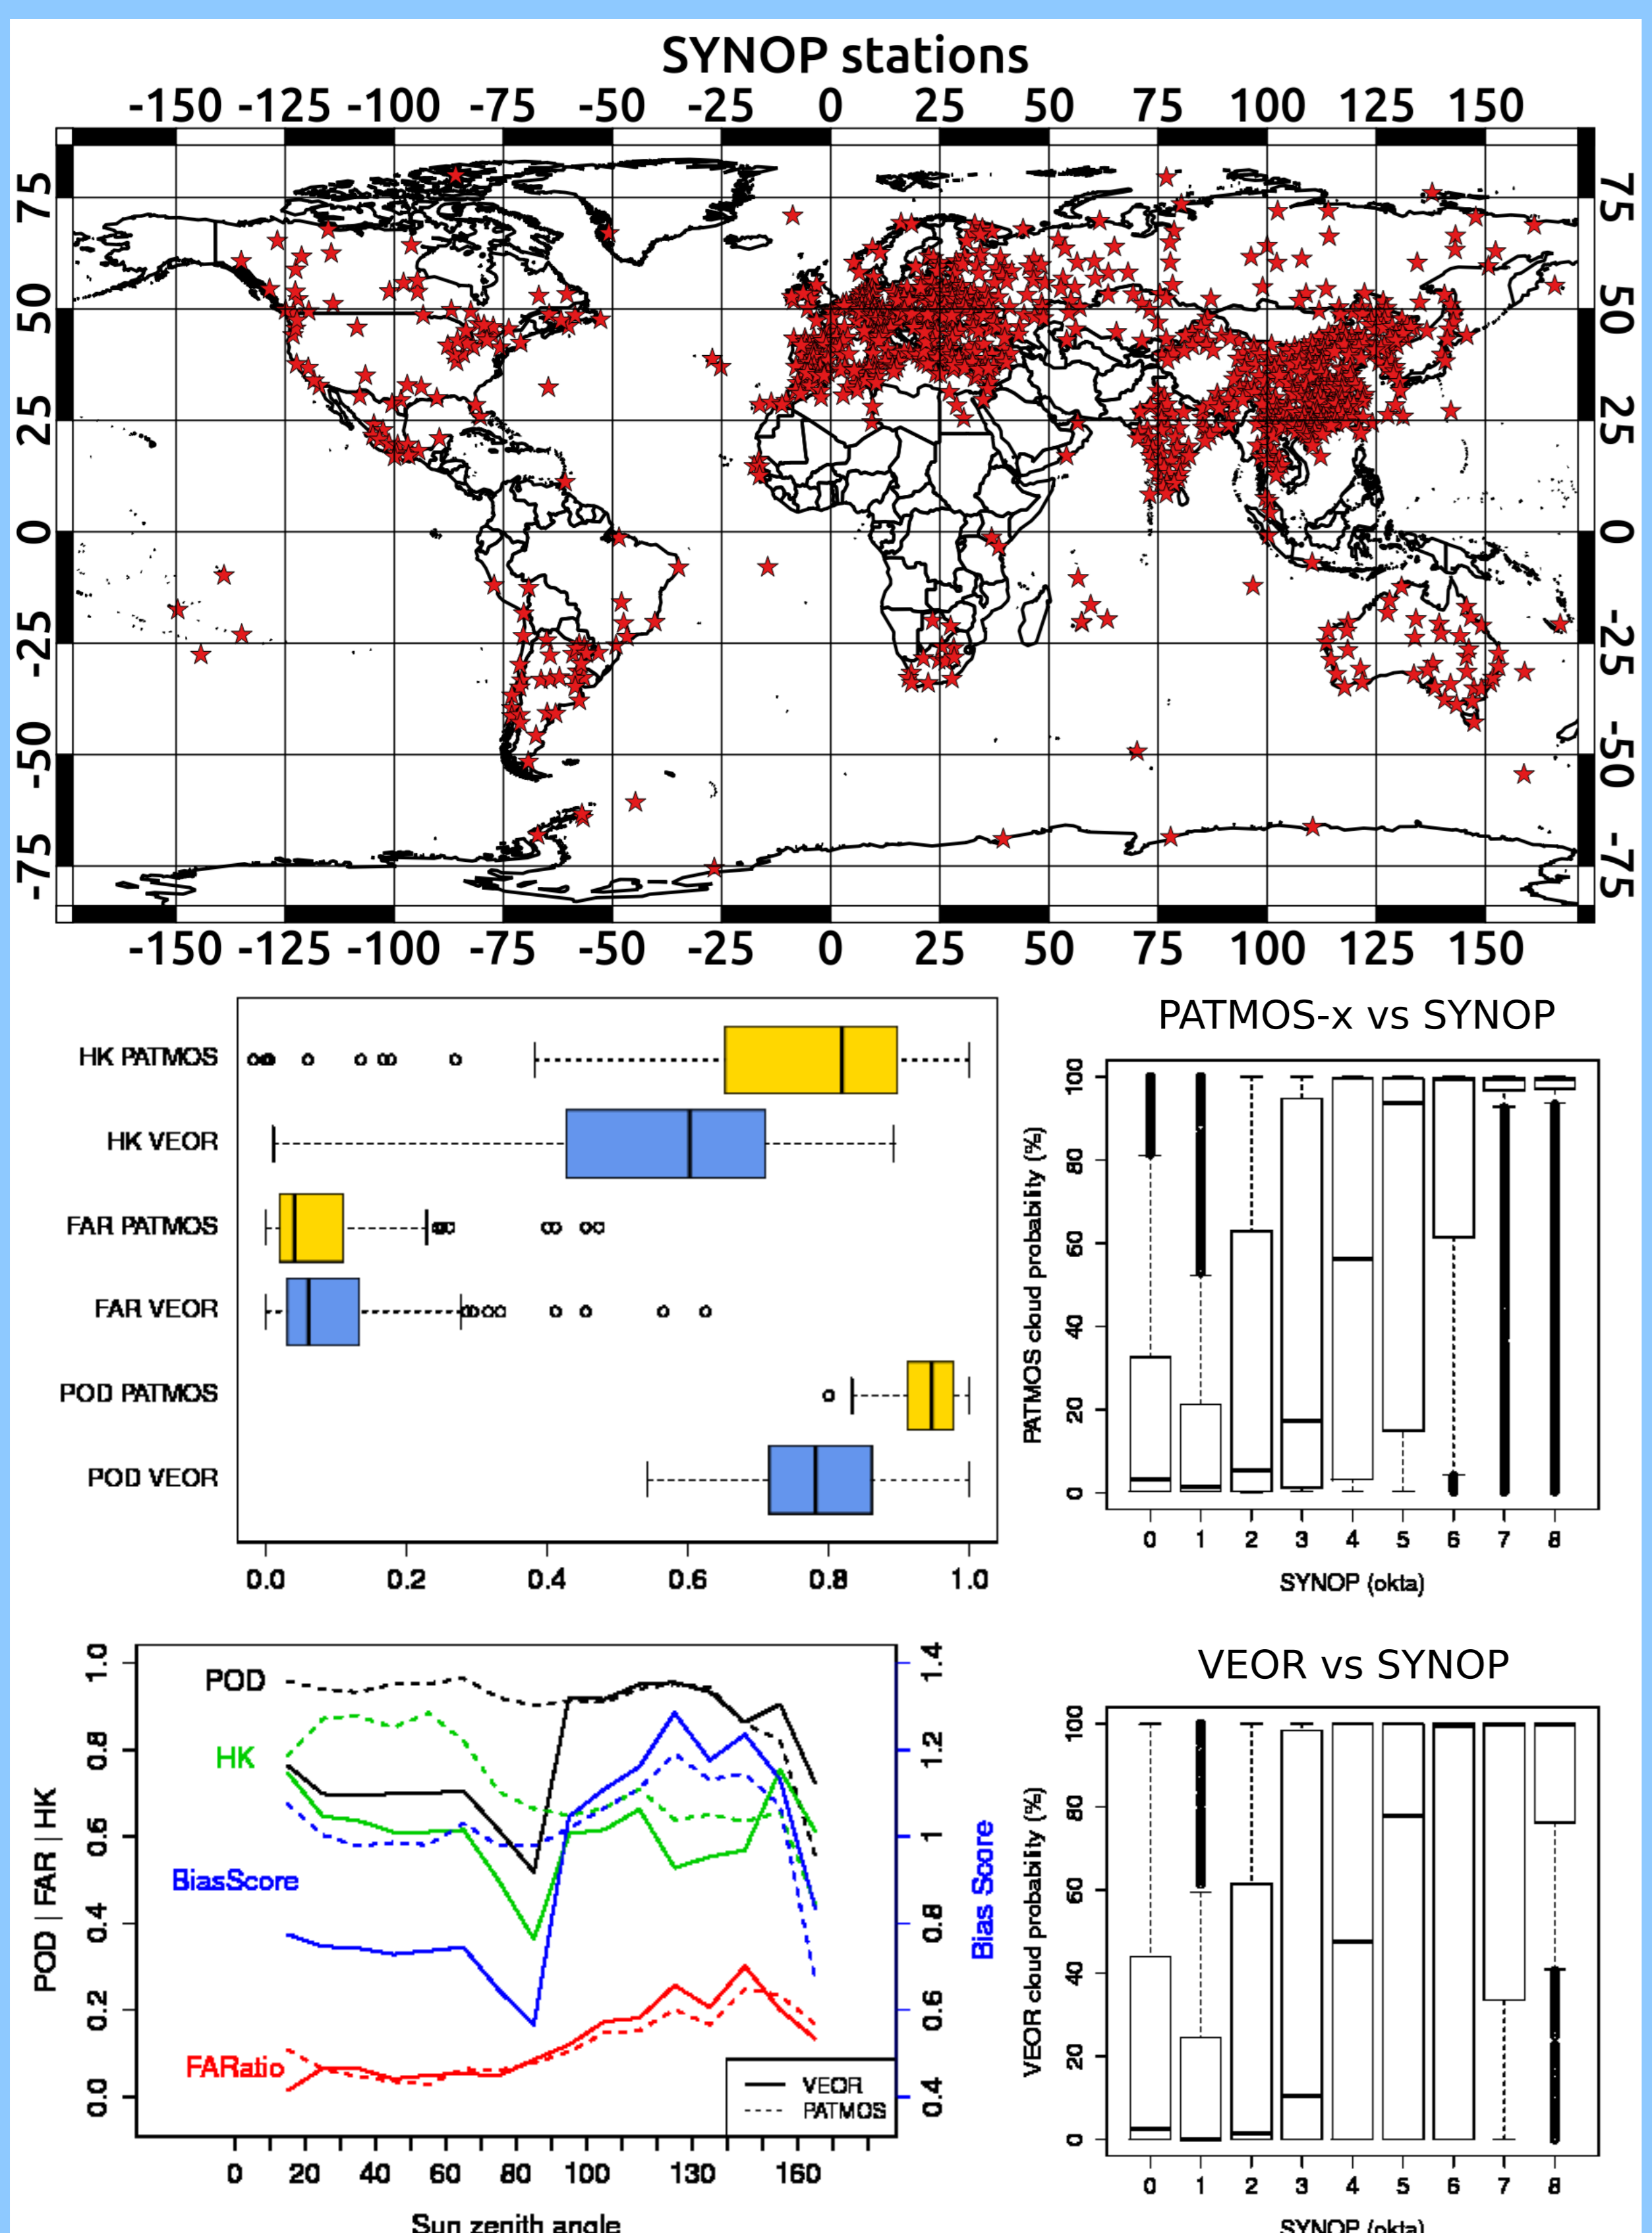 SYNOP stations
-150 -125 -100 -75 -50 -25 0 25 50 75 100 125 150
75 50 25 0 -25 -50 -75
75 50 25 0 -25 -50 -75
-150 -125 -100 -75 -50 -25 0 25 50 75 100 125 150
HK PATMOS
HK VEOR
FAR PATMOS
FAR VEOR
POD PATMOS
POD VEOR
0.0 0.2 0.4 0.6 0.8 1.0
PATMOS-x vs SYNOP
PATMOS cloud probability (%)
100 80 60 40 20 0
0 1 2 3 4 5 6 7 8
SYNOP (okta)
POD | FAR | HK
1.0 0.8 0.6 0.4 0.2 0.0
POD
HK
BiasScore
FARatio
VEOR
PATMOS
1.4 1.2 1 0.8 0.6 0.4
Bias Score
0 20 40 60 80 100 130 160
Sun zenith angle
VEOR vs SYNOP
VEOR cloud probability (%)
100 80 60 40 20 0
0 1 2 3 4 5 6 7 8
SYNOP (okta)